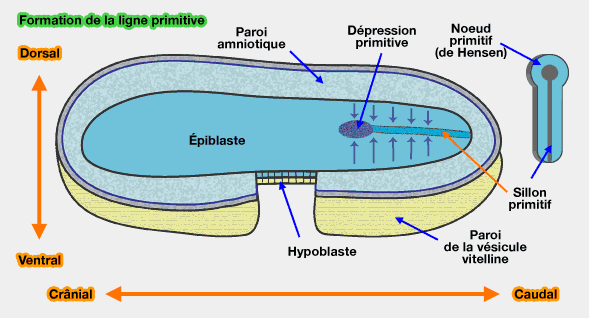 Formation de la ligne primitive
Dorsal
Paroi
amniotique
Dépression
primitive
Noeud
primitif
(de Hensen)
Épiblaste
Sillon
primitif
Hypoblaste
Paroi
de la vésicule
vitelline
Ventral
Crânial
Caudal